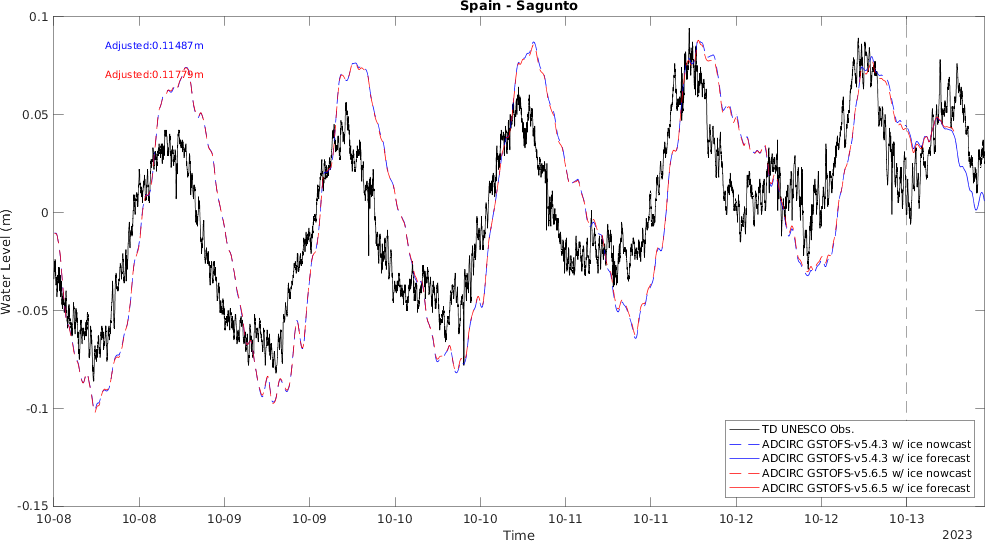 Spain - Sagunto
Adjusted:0.11487m
Adjusted:0.11779m
0.1
0.05
0
-0.05
-0.1
-0.15
Water Level (m)
10-08 10-08 10-09 10-09 10-10 10-10 10-11 10-11 10-12 10-12 10-13
Time
2023
TD UNESCO Obs.
ADCIRC GSTOFS-v5.4.3 w/ ice nowcast
ADCIRC GSTOFS-v5.4.3 w/ ice forecast
ADCIRC GSTOFS-v5.6.5 w/ ice nowcast
ADCIRC GSTOFS-v5.6.5 w/ ice forecast